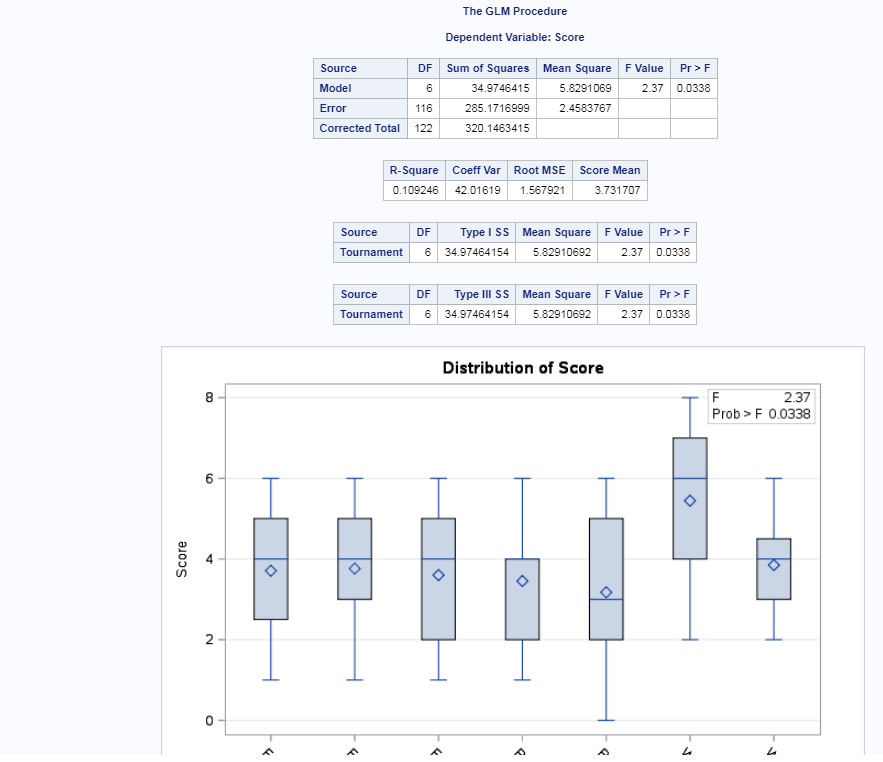 The GLM Procedure
Dependent Variable: Score
Source DF Sum of Squares Mean Square F Value Pr > F
Model 6 34.9746415 5.8291069 2.37 0.0338
Error 116 285.1716999 2.4583767
Corrected Total 122 320.1463415
R-Square Coeff Var Root MSE Score Mean
0.109246 42.01619 1.567921 3.731707
Source DF Type I SS Mean Square F Value Pr > F
Tournament 6 34.97464154 5.82910692 2.37 0.0338
Source DF Type III SS Mean Square F Value Pr > F
Tournament 6 34.97464154 5.82910692 2.37 0.0338
Distribution of Score
F 2.37
Prob > F 0.0338
8
6
4
2
0
Score